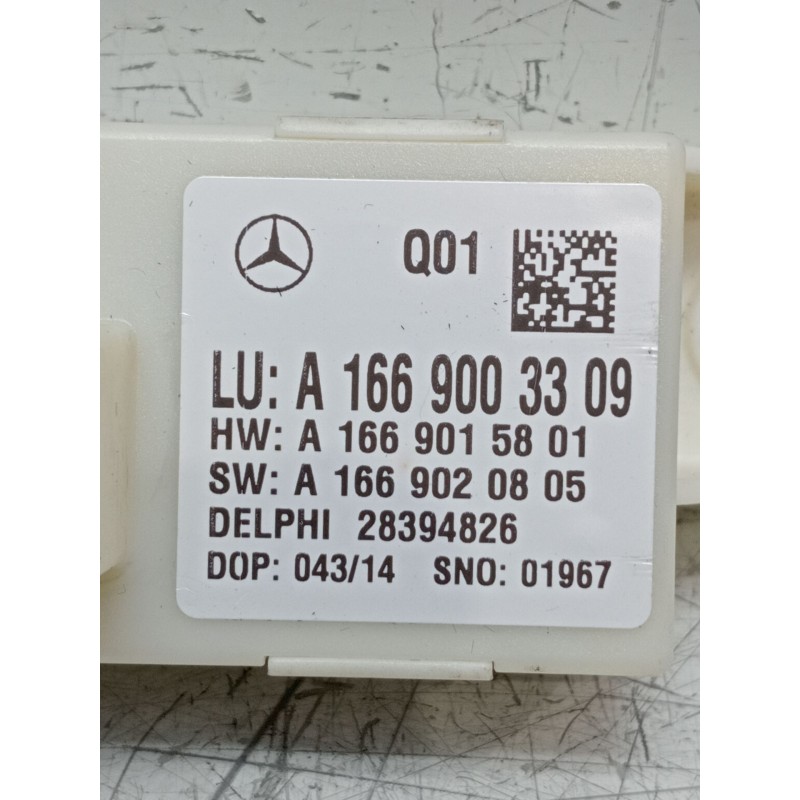 Q01
LU: A 166 900 33 09
HW: A 166 901 58 01
SW: A 166 902 08 05
DELPHI 28394826
DOP: 043/14 SNO: 01967